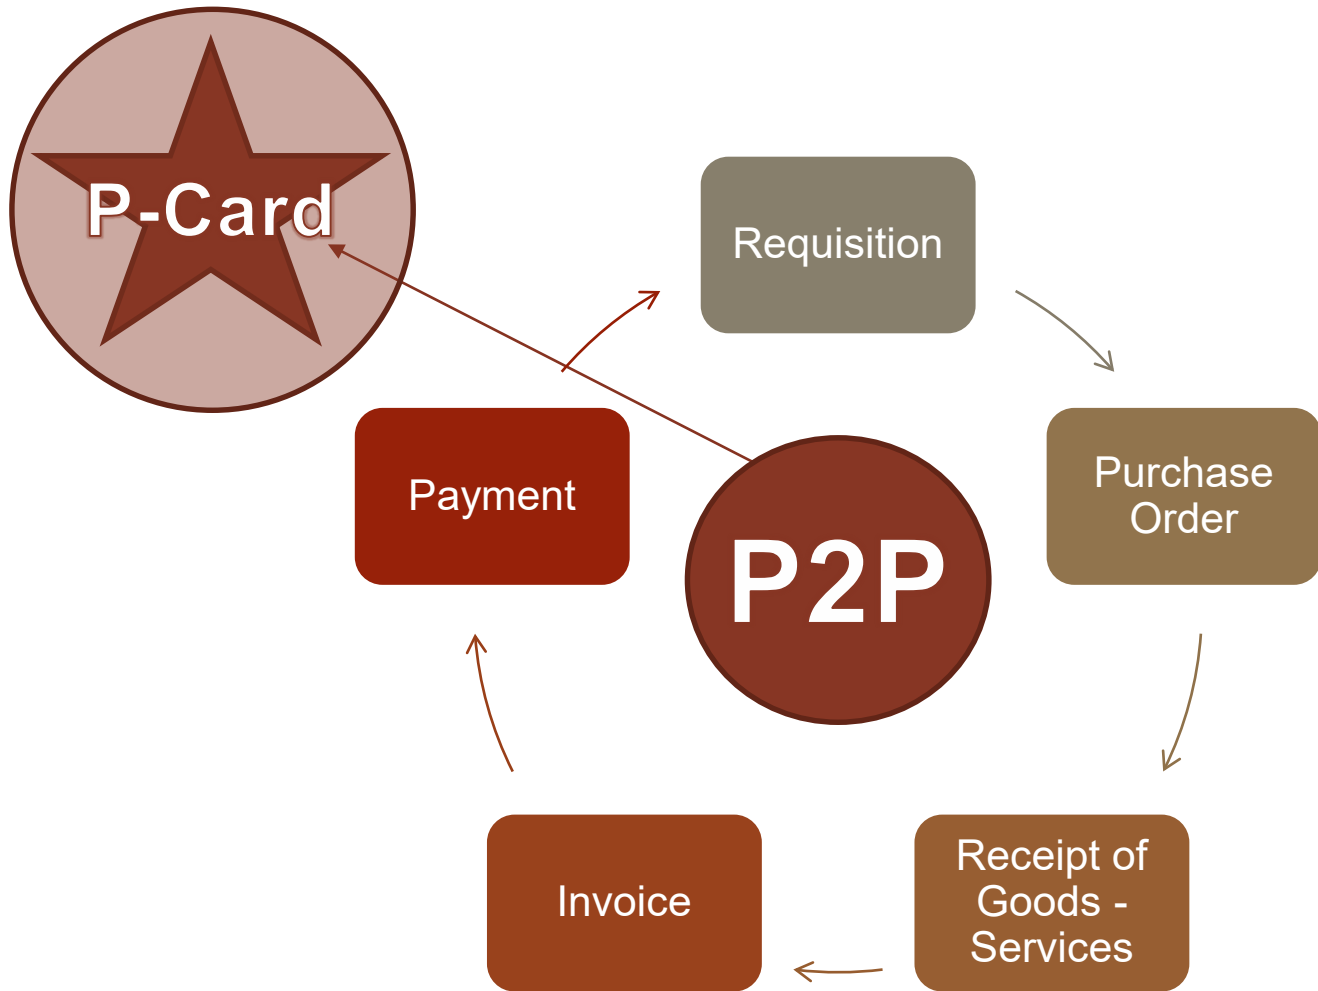 P-Card
Requisition
Purchase
Order
Receipt of
Goods -
Services
Invoice
Payment
P2P